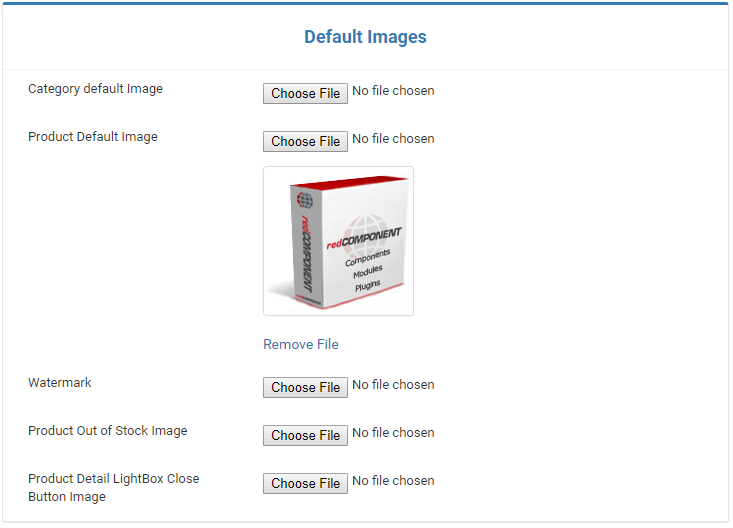 Default Images
Category default Image
Choose File No file chosen
Product Default Image
Choose File No file chosen
redCOMPONENT
redCOMPONENT
Components
Modules
Plugins
Remove File
Watermark
Choose File No file chosen
Product Out of Stock Image
Choose File No file chosen
Product Detail LightBox Close
Button Image
Choose File No file chosen